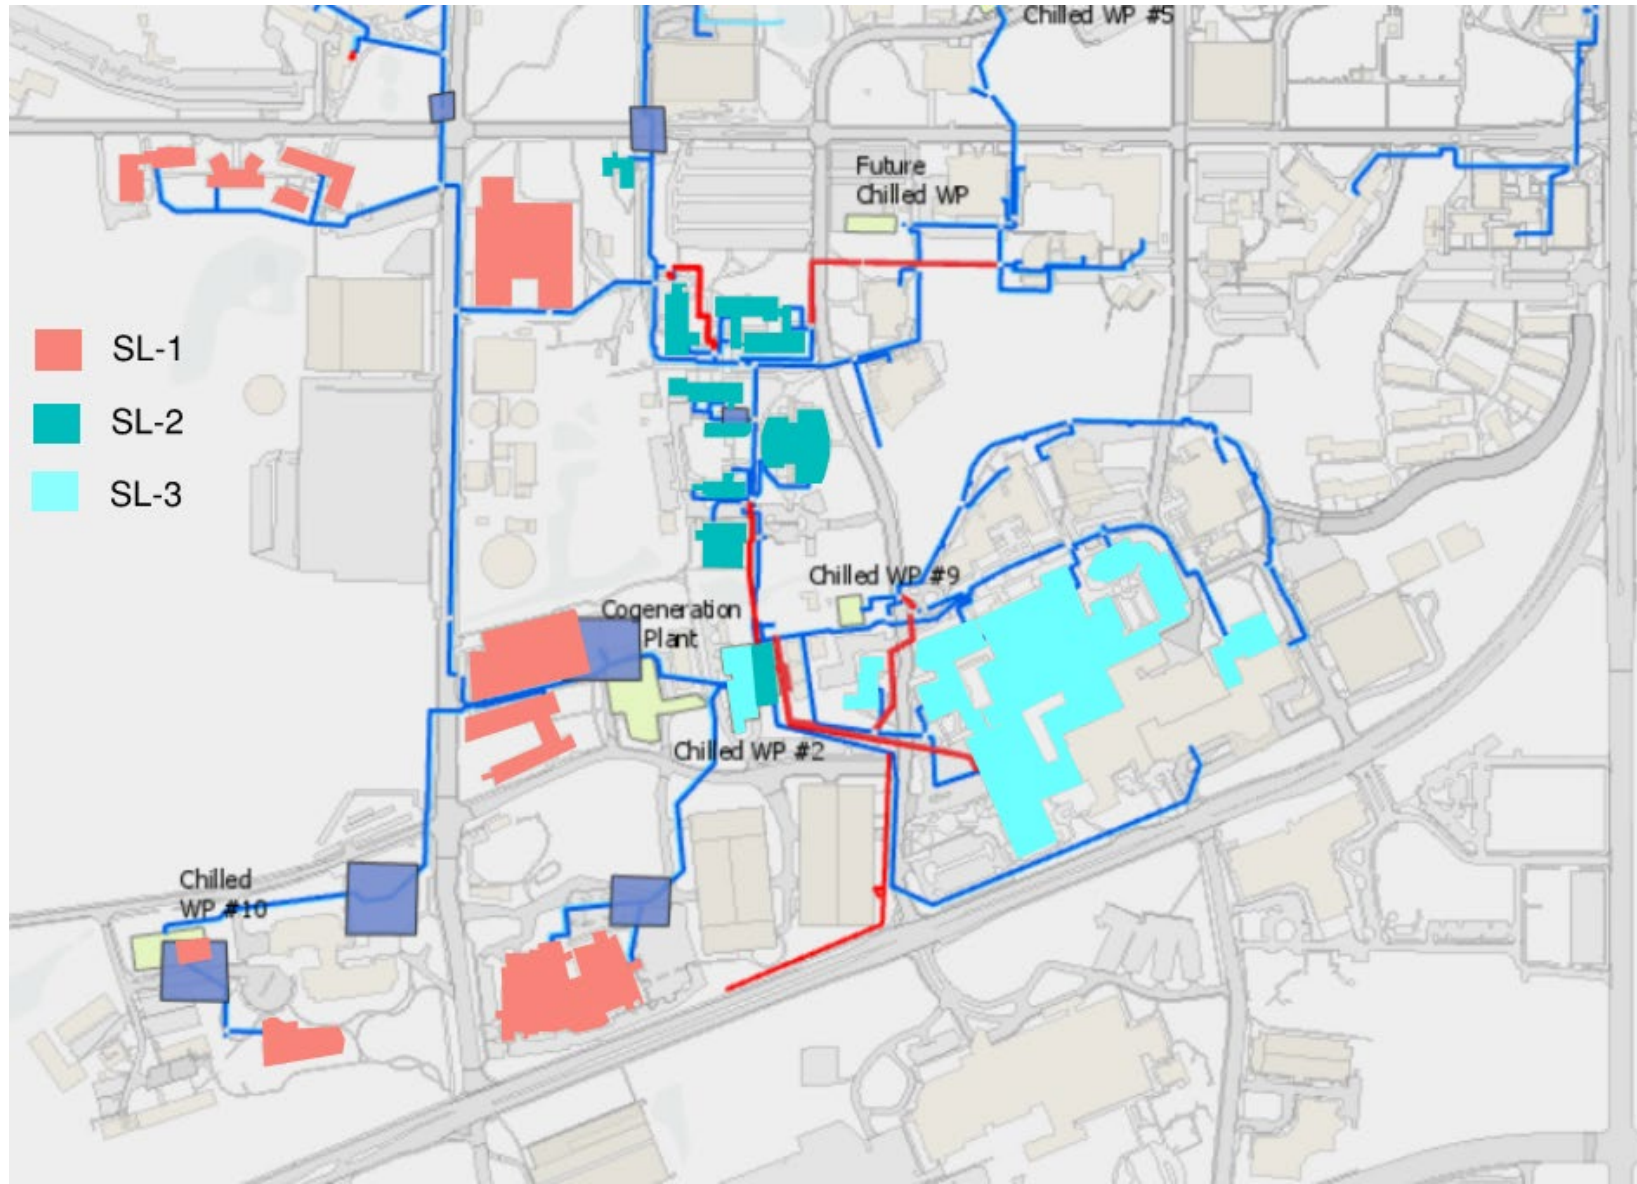 Chilled WP #5
Future
Chilled WP
SL-1
SL-2
SL-3
Chilled WP #9
Cogeneration
Plant
Chilled WP #2
Chilled
WP #10